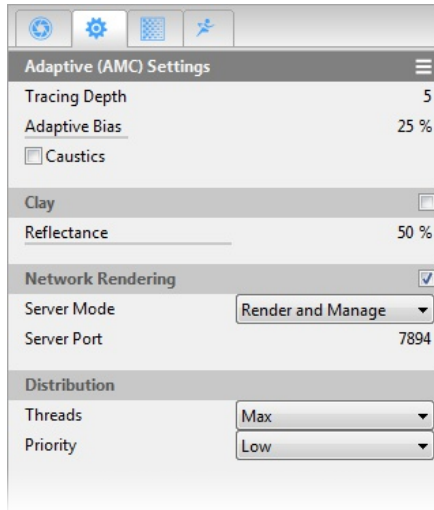 Adaptive (AMC) Settings
Tracing Depth 5
Adaptive Bias 25 %
Caustics
Clay
Reflectance 50 %
Network Rendering
Server Mode Render and Manage
Server Port 7894
Distribution
Threads Max
Priority Low